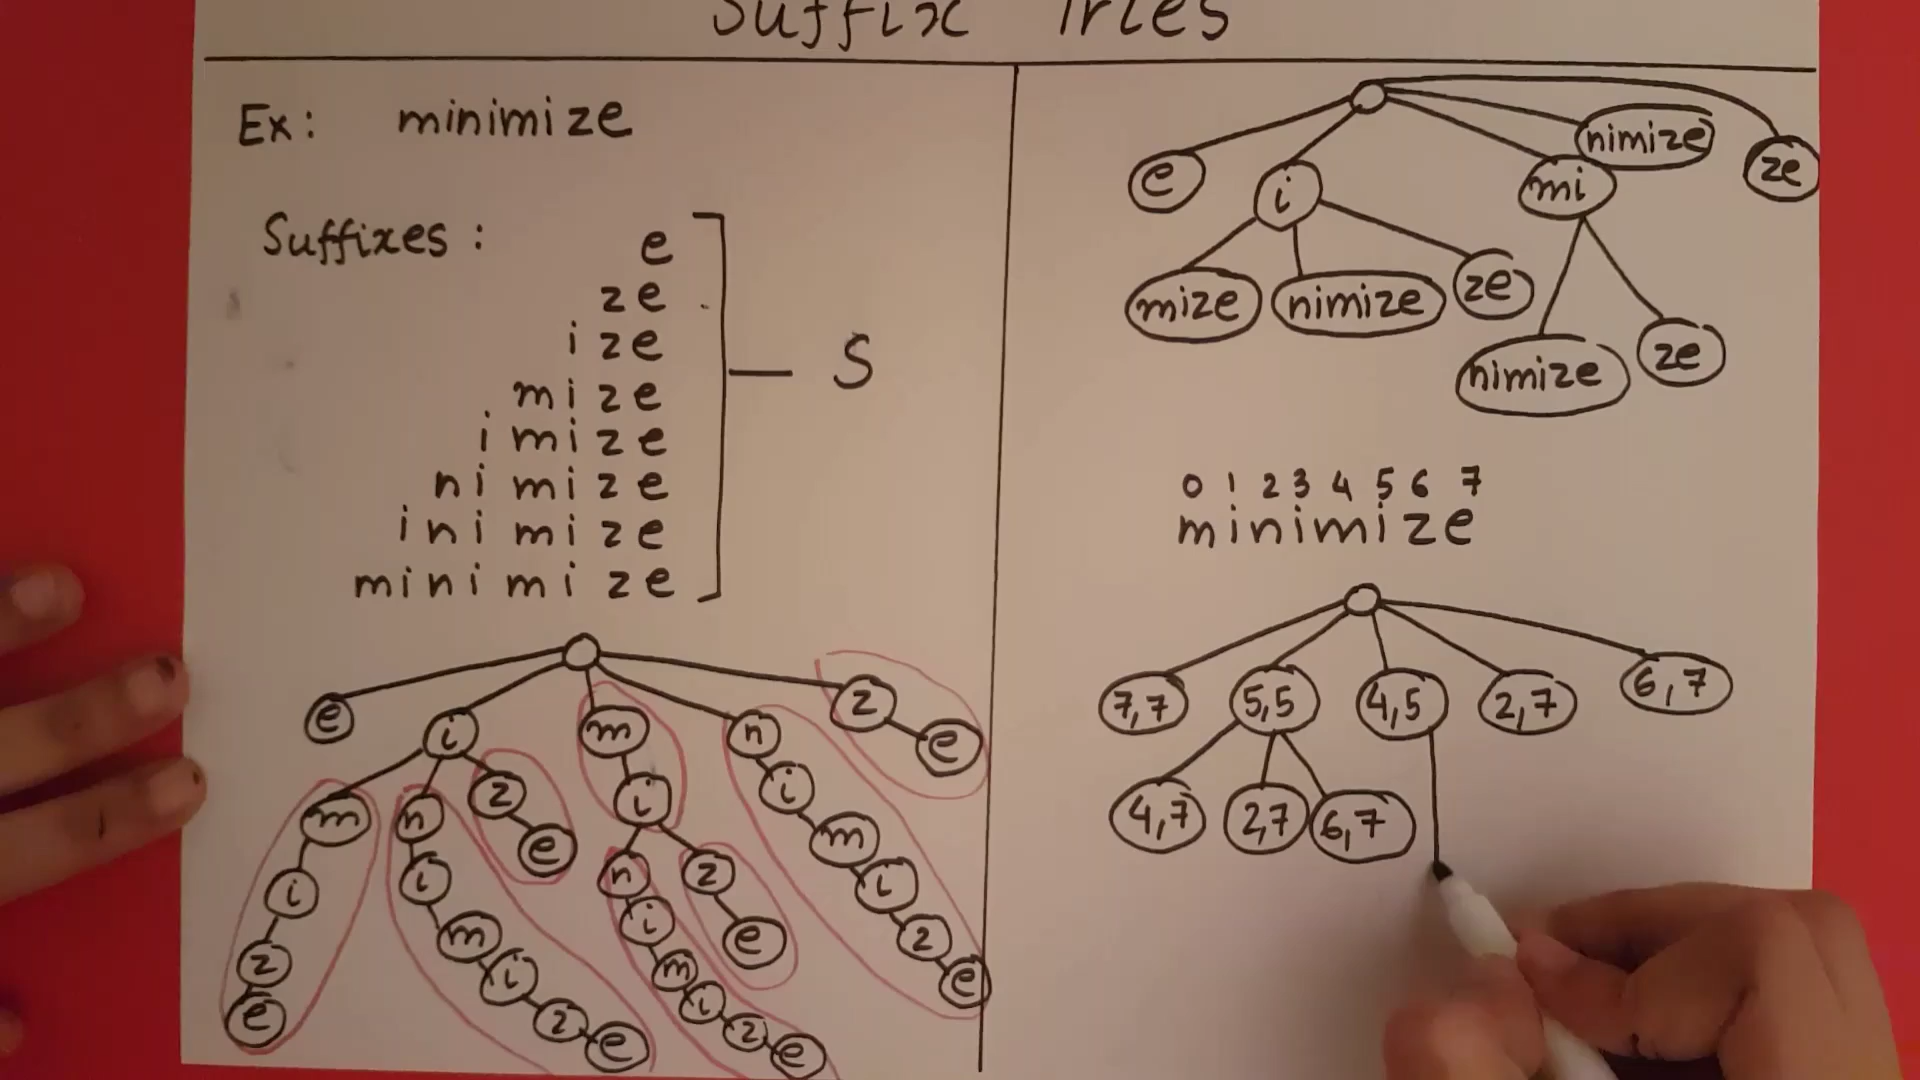 Suffix Tries
Ex: minimize
Suffixes:
e
ze
ize
mize
imize
nimize
inimize
minimize
S
e i m n z
i i e
m n z n z i
i i e i e m
z m m i
e i i z
z z e
e e
nimize
e i mi ze
mize nimize ze
nimize ze
0 1 2 3 4 5 6 7
minimize
7,7 5,5 4,5 2,7 6,7
4,7 2,7 6,7